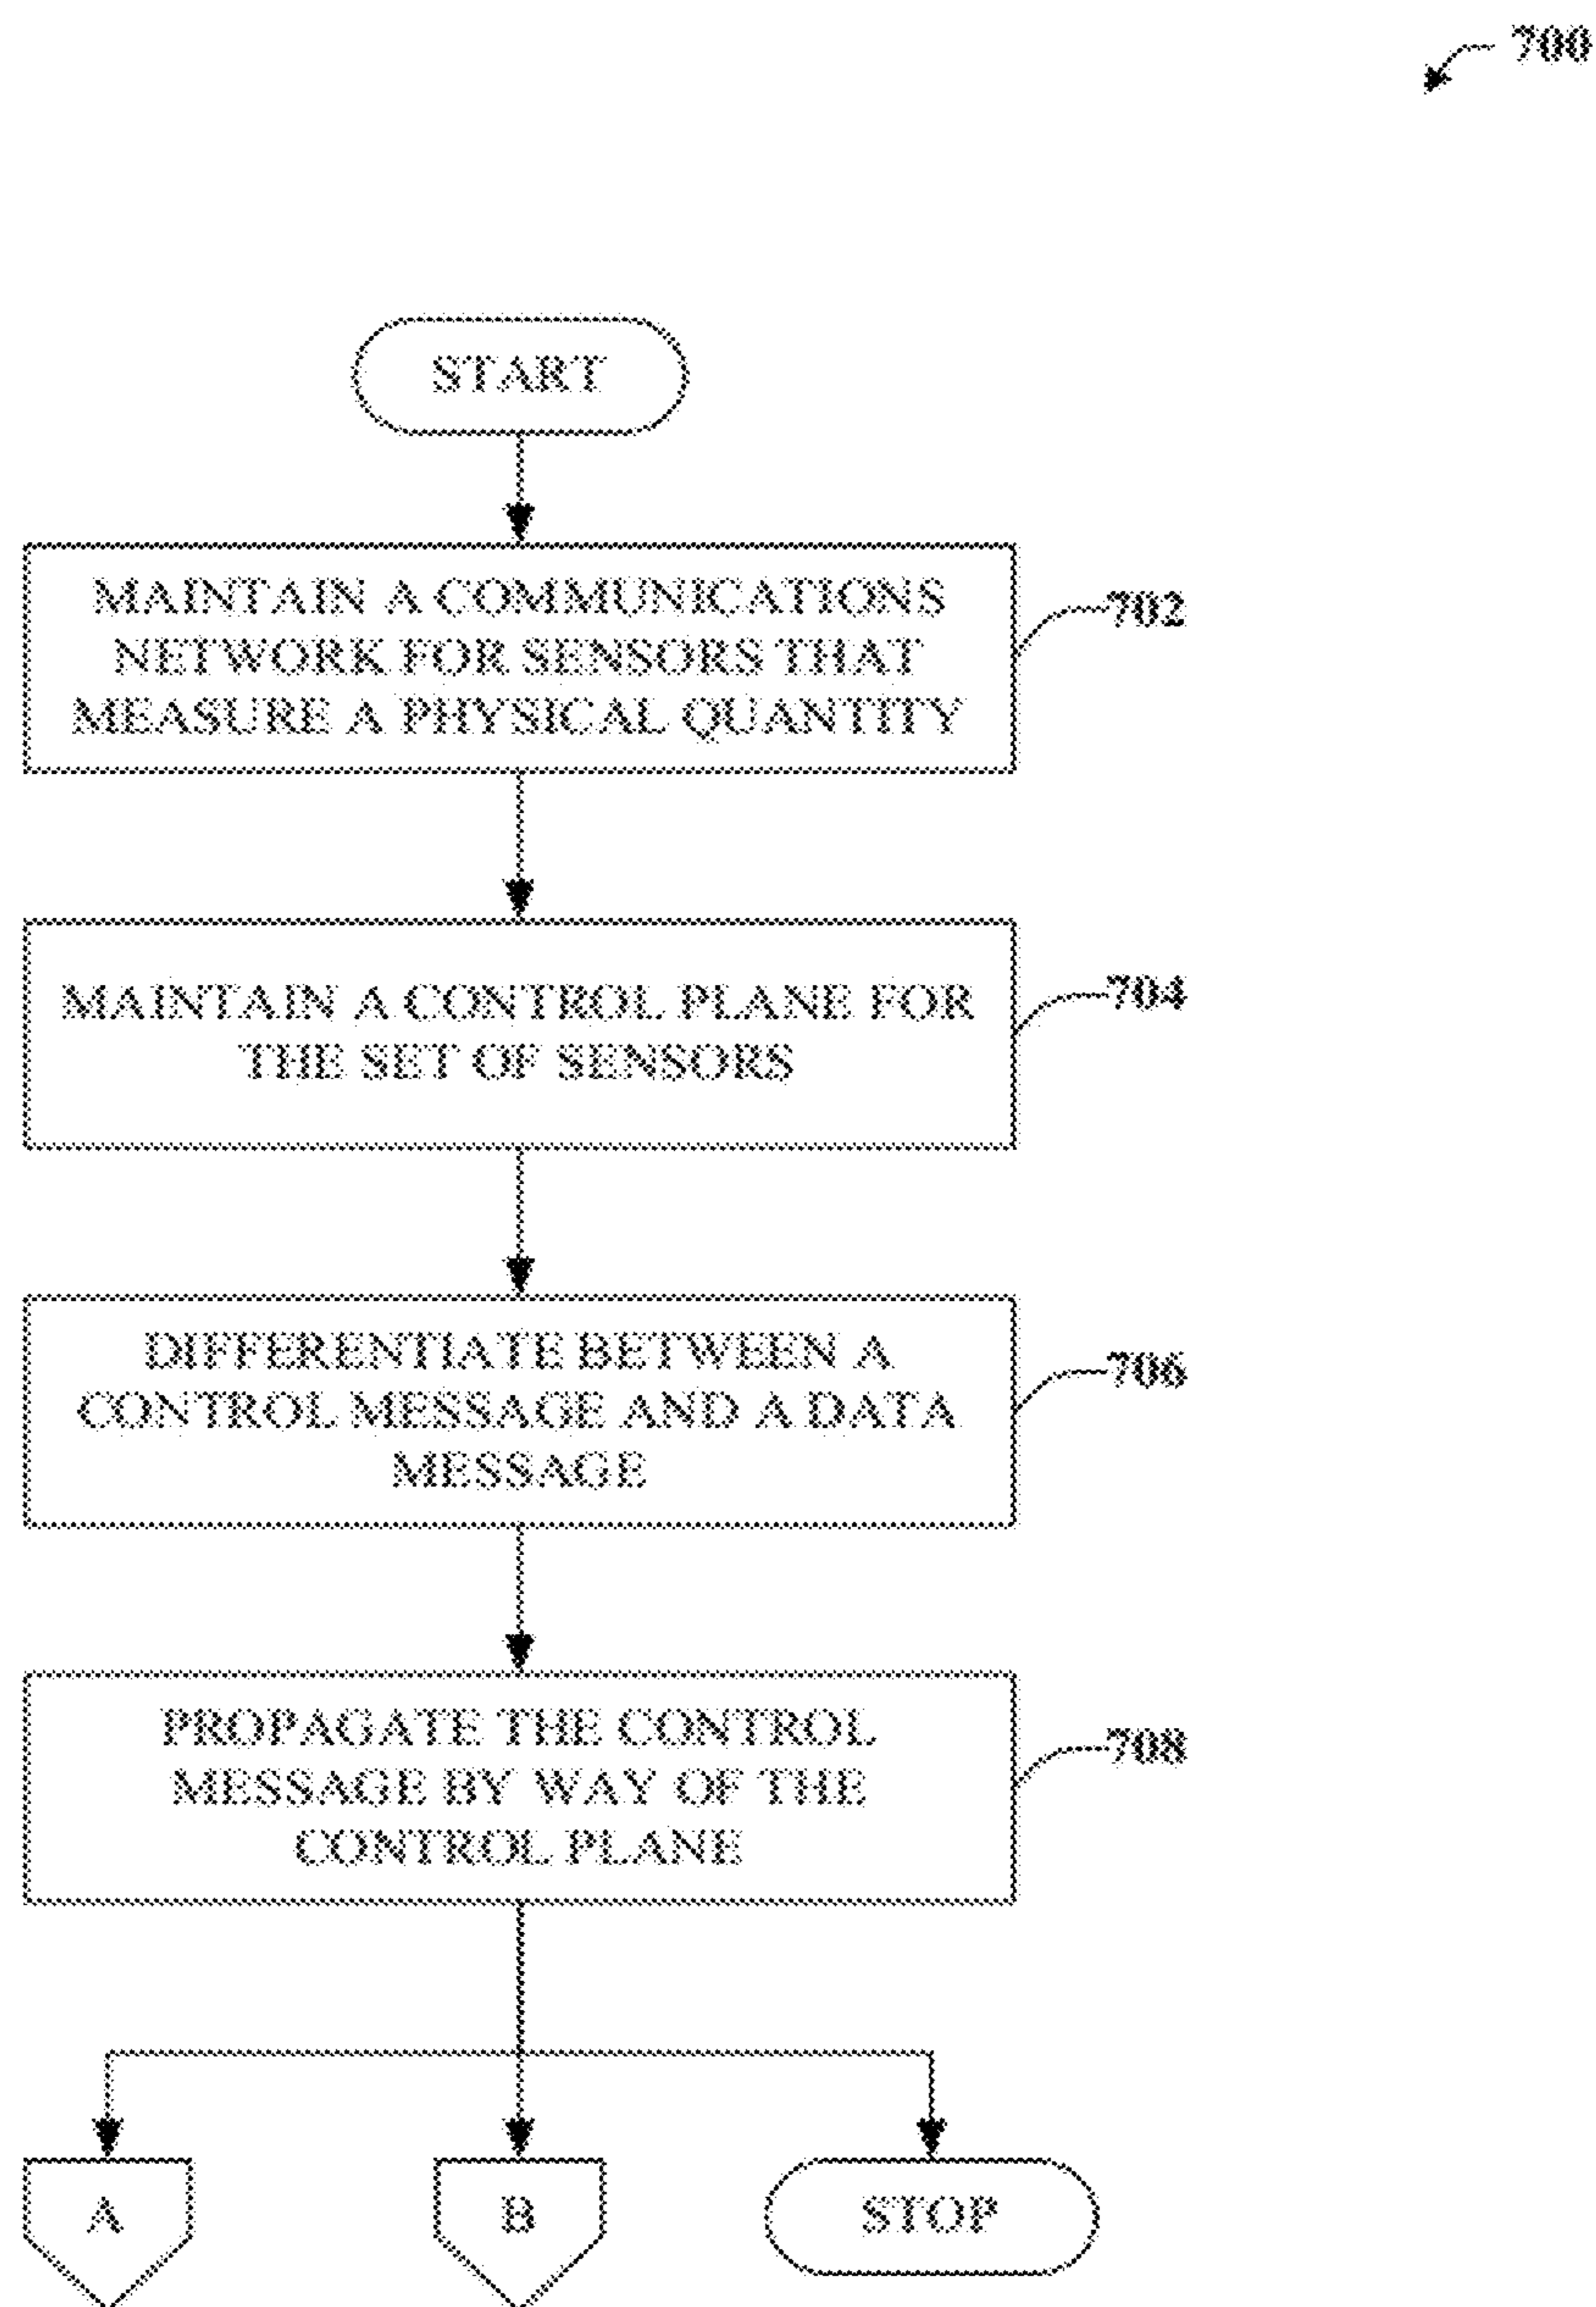 700
START
MAINTAIN A COMMUNICATIONS
NETWORK FOR SENSORS THAT
MEASURE A PHYSICAL QUANTITY
702
MAINTAIN A CONTROL PLANE FOR
THE SET OF SENSORS
704
DIFFERENTIATE BETWEEN A
CONTROL MESSAGE AND A DATA
MESSAGE
706
PROPAGATE THE CONTROL
MESSAGE BY WAY OF THE
CONTROL PLANE
708
A
B
STOP